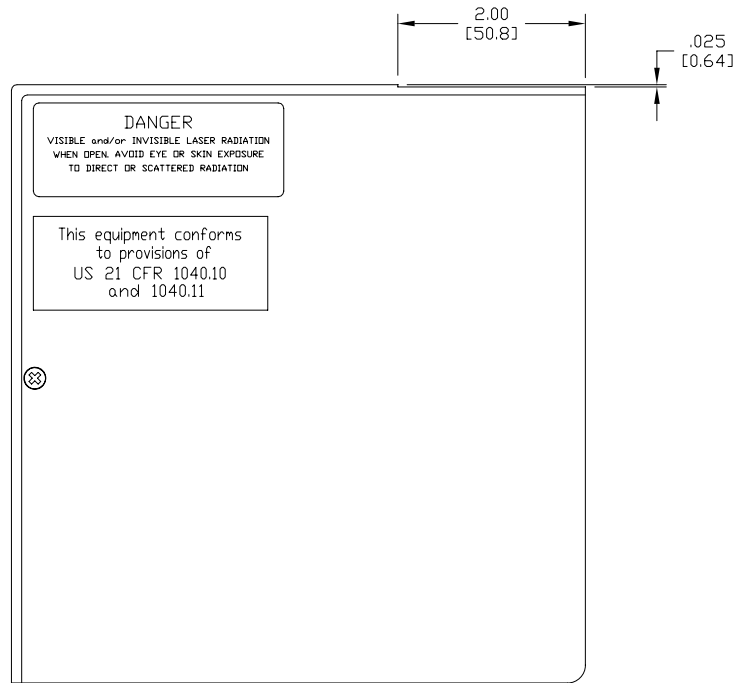 2.00
[50.8]
.025
[0.64]
DANGER
VISIBLE and/or INVISIBLE LASER RADIATION
WHEN OPEN. AVOID EYE OR SKIN EXPOSURE
TO DIRECT OR SCATTERED RADIATION
This equipment conforms
to provisions of
US 21 CFR 1040.10
and 1040.11